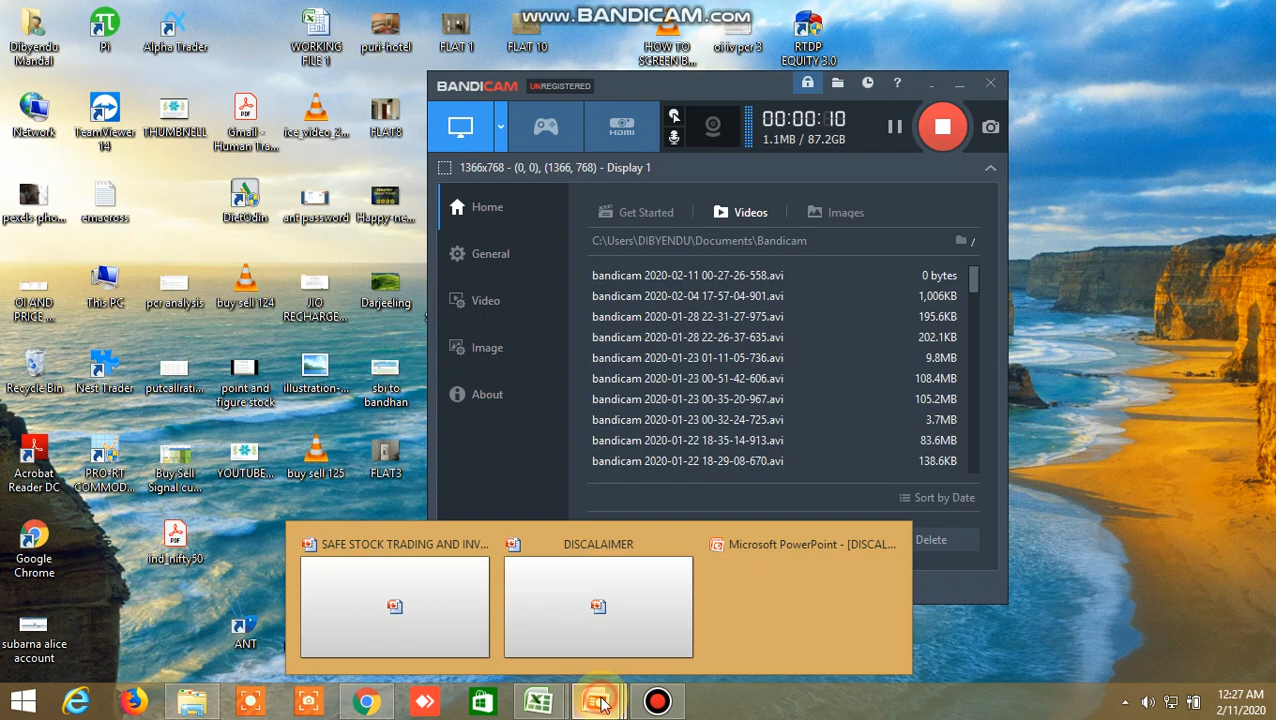 www.BANDICAM.com
Dibyendu Mandal
Pi
Alpha Trader
WORKING FILE 1
puri-hotel
FLAT 1
FLAT 10
HOW TO SCREEN B...
RTDP EQUITY 3.0
BANDICAM UNREGISTERED
?
Network
TeamViewer 14
THUMBNELL
Gmail - Human Tra...
icc_video_2...
FLAT8
HDMI
00:00:10
1.1MB / 87.2GB
1366x768 - (0, 0), (1366, 768) - Display 1
pexels-pho...
emacross
DietOdin
ant password
Happy-ne...
Home
General
Video
Image
About
Get Started
Videos
Images
C:\Users\DIBYENDU\Documents\Bandicam
/
bandicam 2020-02-11 00-27-26-558.avi 0 bytes
bandicam 2020-02-04 17-57-04-901.avi 1,006KB
bandicam 2020-01-28 22-31-27-975.avi 195.6KB
bandicam 2020-01-28 22-26-37-635.avi 202.1KB
bandicam 2020-01-23 01-11-05-736.avi 9.8MB
bandicam 2020-01-23 00-51-42-606.avi 108.4MB
bandicam 2020-01-23 00-35-20-967.avi 105.2MB
bandicam 2020-01-23 00-32-24-725.avi 3.7MB
bandicam 2020-01-22 18-35-14-913.avi 83.6MB
bandicam 2020-01-22 18-29-08-670.avi 138.6KB
Sort by Date
Delete
OI AND PRICE ...
This PC
pcr analysis
buy sell 124
JIO RECHARGE...
Darjeeling
Recycle Bin
Nest Trader
putcallrati...
point and figure stock
illustration-...
sbi to bandhan
Acrobat Reader DC
PRO-RT COMMOD...
Buy Sell Signal cu...
YOUTUBE...
buy sell 125
FLAT3
Google Chrome
PDF
ind_nifty50
subarna alice account
ANT
SAFE STOCK TRADING AND INV...
DISCALAIMER
Microsoft PowerPoint - [DISCAL...
12:27 AM
2/11/2020